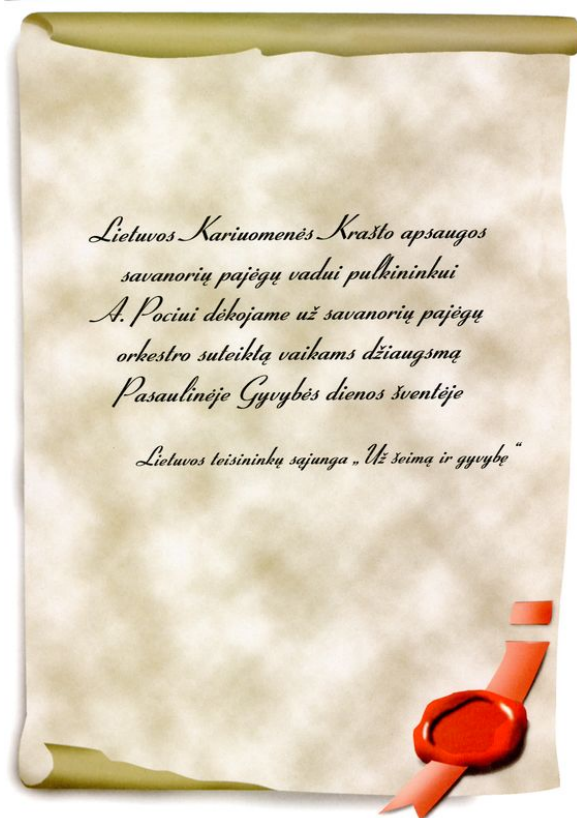 Lietuvos Kariuomenės Krašto apsaugos
savanorių pajėgų vadui pulkininkui
A. Pociui dėkojame už savanorių pajėgų
orkestro suteiktą vaikams džiaugsmą
Pasaulinėje Gyvybės dienos šventėje
Lietuvos teisininkų sąjunga „Už šeimą ir gyvybę“